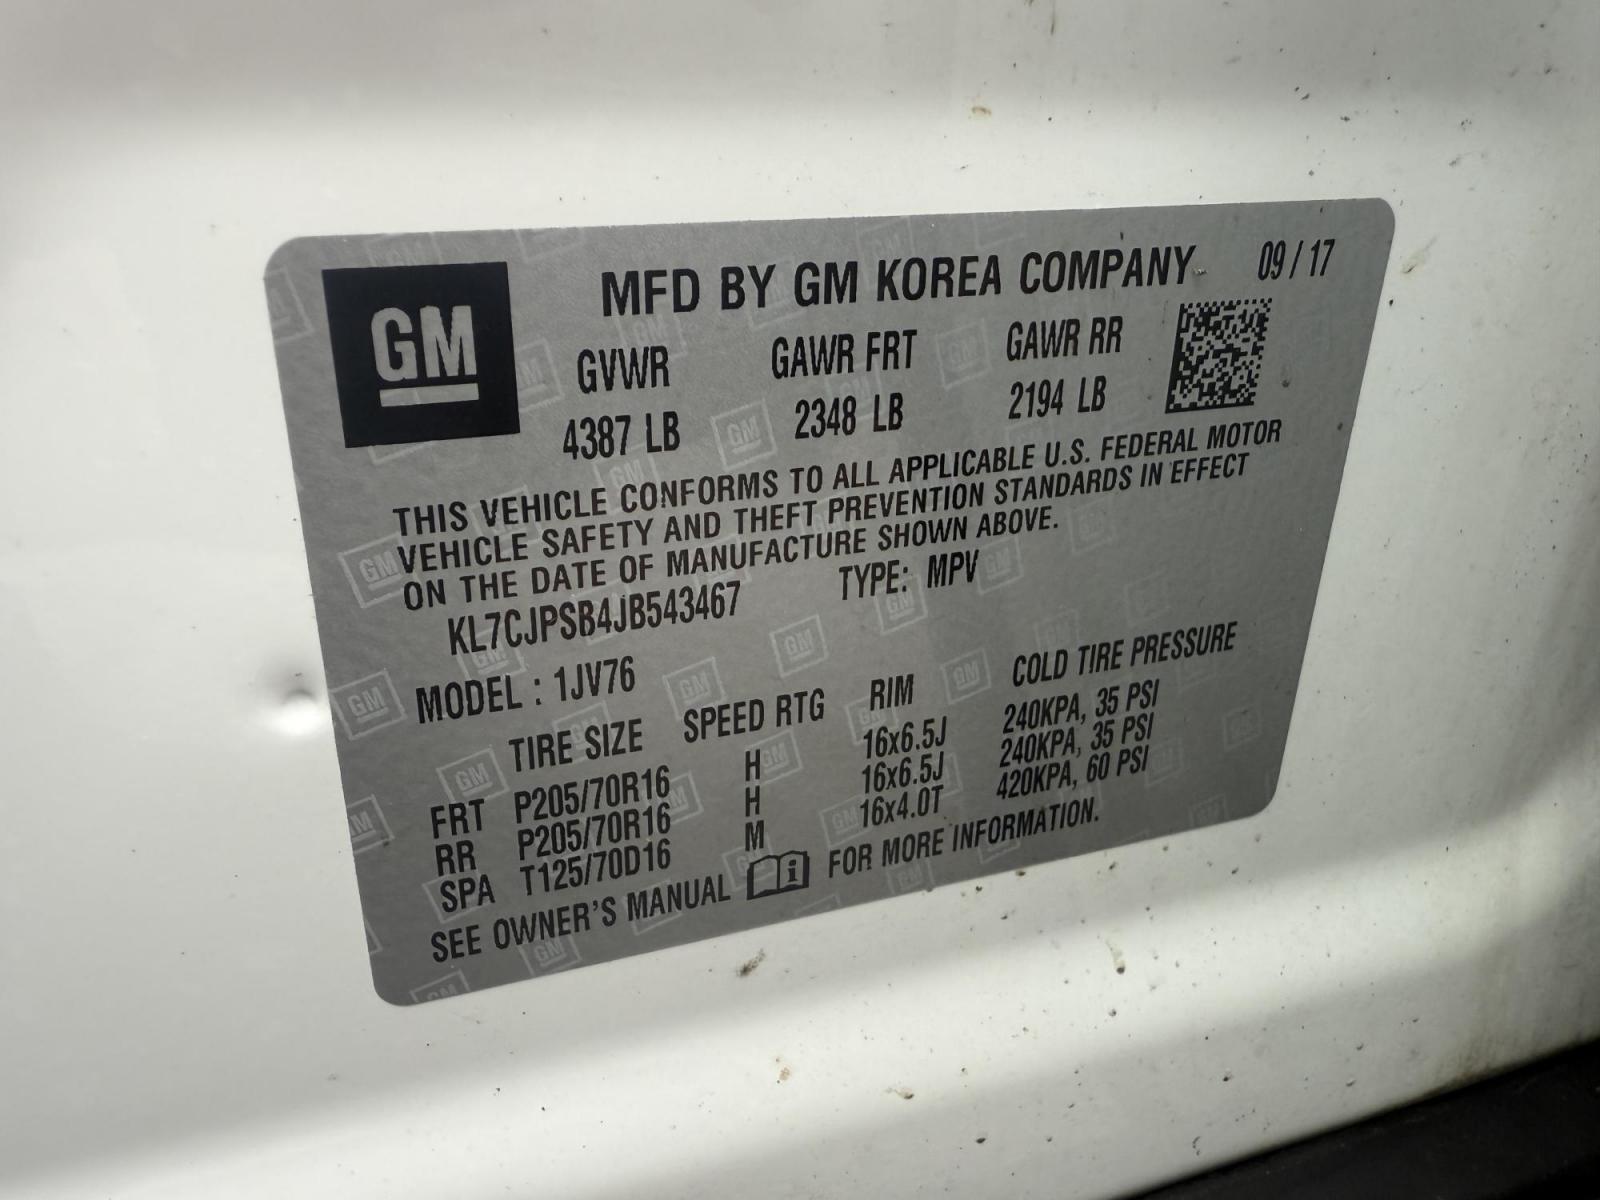 GM
MFD BY GM KOREA COMPANY 09 / 17
GVWR GAWR FRT GAWR RR
4387 LB 2348 LB 2194 LB
THIS VEHICLE CONFORMS TO ALL APPLICABLE U.S. FEDERAL MOTOR
VEHICLE SAFETY AND THEFT PREVENTION STANDARDS IN EFFECT
ON THE DATE OF MANUFACTURE SHOWN ABOVE.
KL7CJPSB4JB543467 TYPE: MPV
MODEL : 1JV76
TIRE SIZE SPEED RTG RIM COLD TIRE PRESSURE
FRT P205/70R16 H 16x6.5J 240KPA, 35 PSI
RR P205/70R16 H 16x6.5J 240KPA, 35 PSI
SPA T125/70D16 M 16x4.0T 420KPA, 60 PSI
SEE OWNER'S MANUAL i FOR MORE INFORMATION.